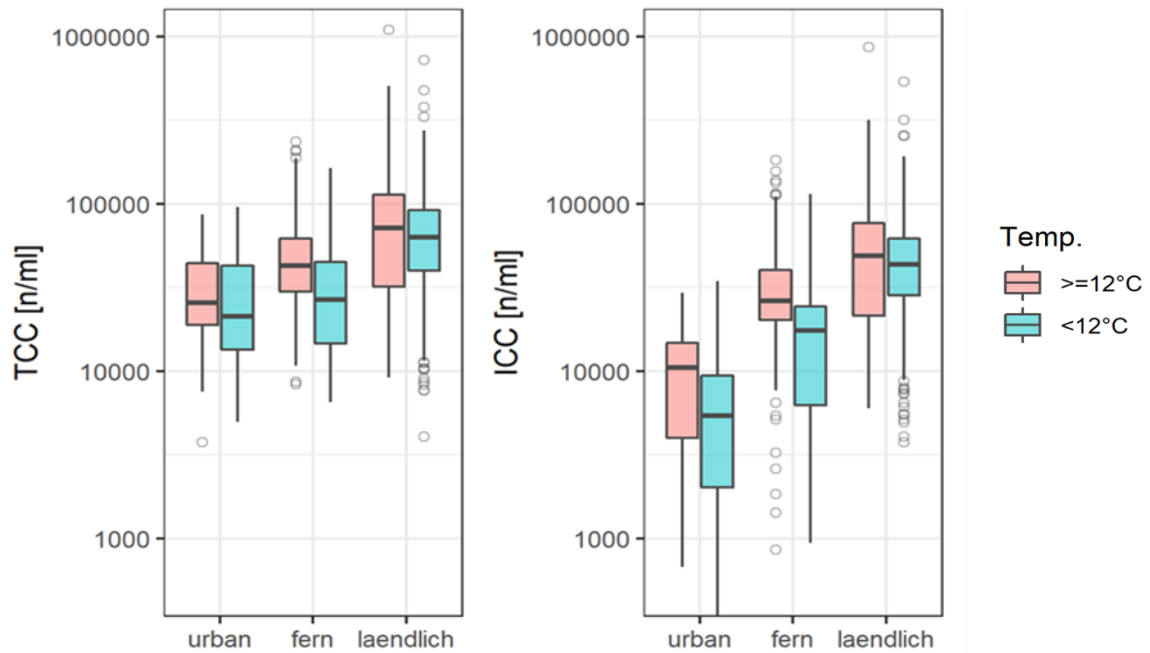 TCC [n/ml]
1000000
100000
10000
1000
urban fern laendlich
ICC [n/ml]
1000000
100000
10000
1000
urban fern laendlich
Temp.
>=12°C
<12°C